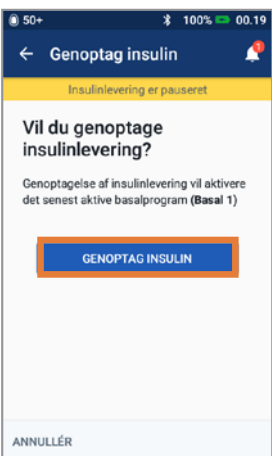 50+ 100% 00.19
Genoptag insulin 1
Insulinlevering er pauseret
Vil du genoptage
insulinlevering?
Genoptagelse af insulinlevering vil aktivere
det senest aktive basalprogram (Basal 1)
GENOPTAG INSULIN
ANNULLÉR